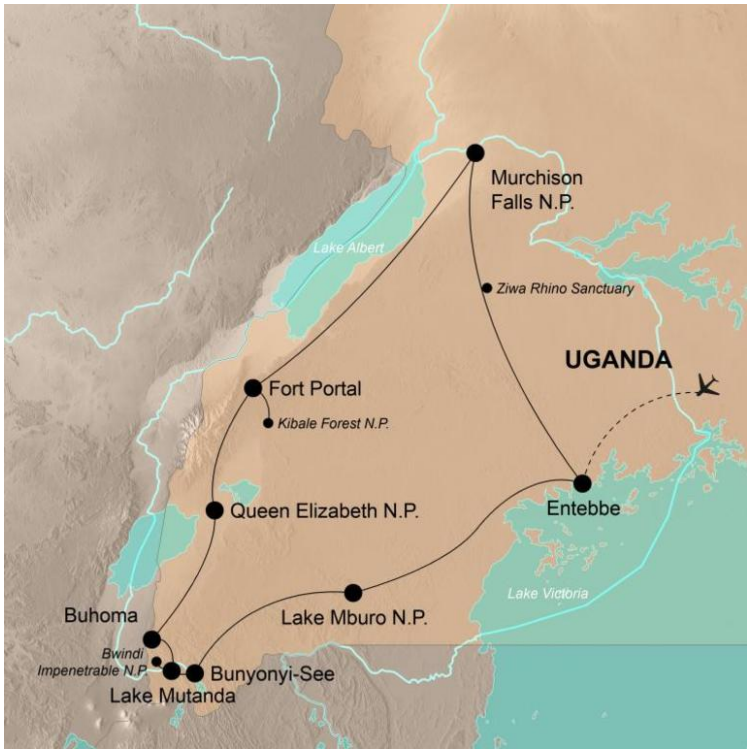 Murchison
Falls N.P.
Lake Albert
Ziwa Rhino Sanctuary
UGANDA
Fort Portal
Kibale Forest N.P.
Queen Elizabeth N.P.
Entebbe
Lake Victoria
Lake Mburo N.P.
Buhoma
Bwindi
Impenetrable N.P.
Bunyonyi-See
Lake Mutanda